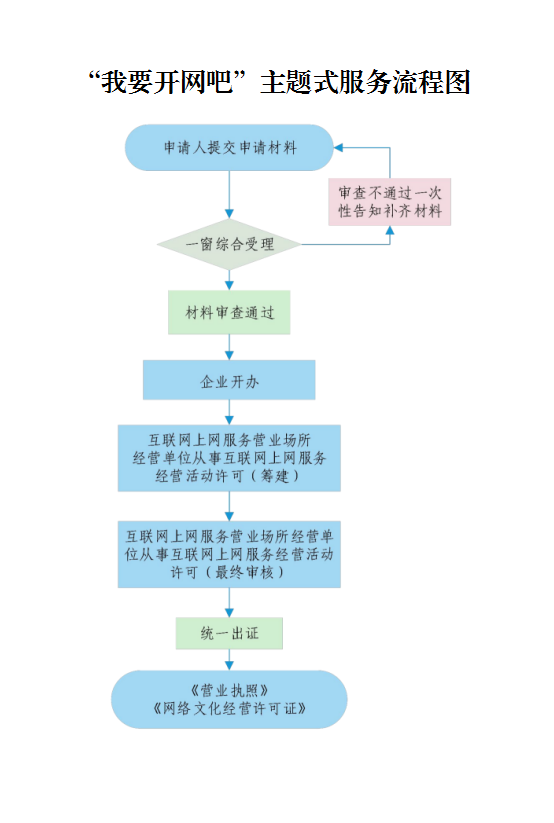 “我要开网吧”主题式服务流程图
申请人提交申请材料
审查不通过一次
性告知补齐材料
一窗综合受理
材料审查通过
企业开办
互联网上网服务营业场所
经营单位从事互联网上网服务
经营活动许可（筹建）
互联网上网服务营业场所经营单
位从事互联网上网服务经营活动
许可（最终审核）
统一出证
《营业执照》
《网络文化经营许可证》